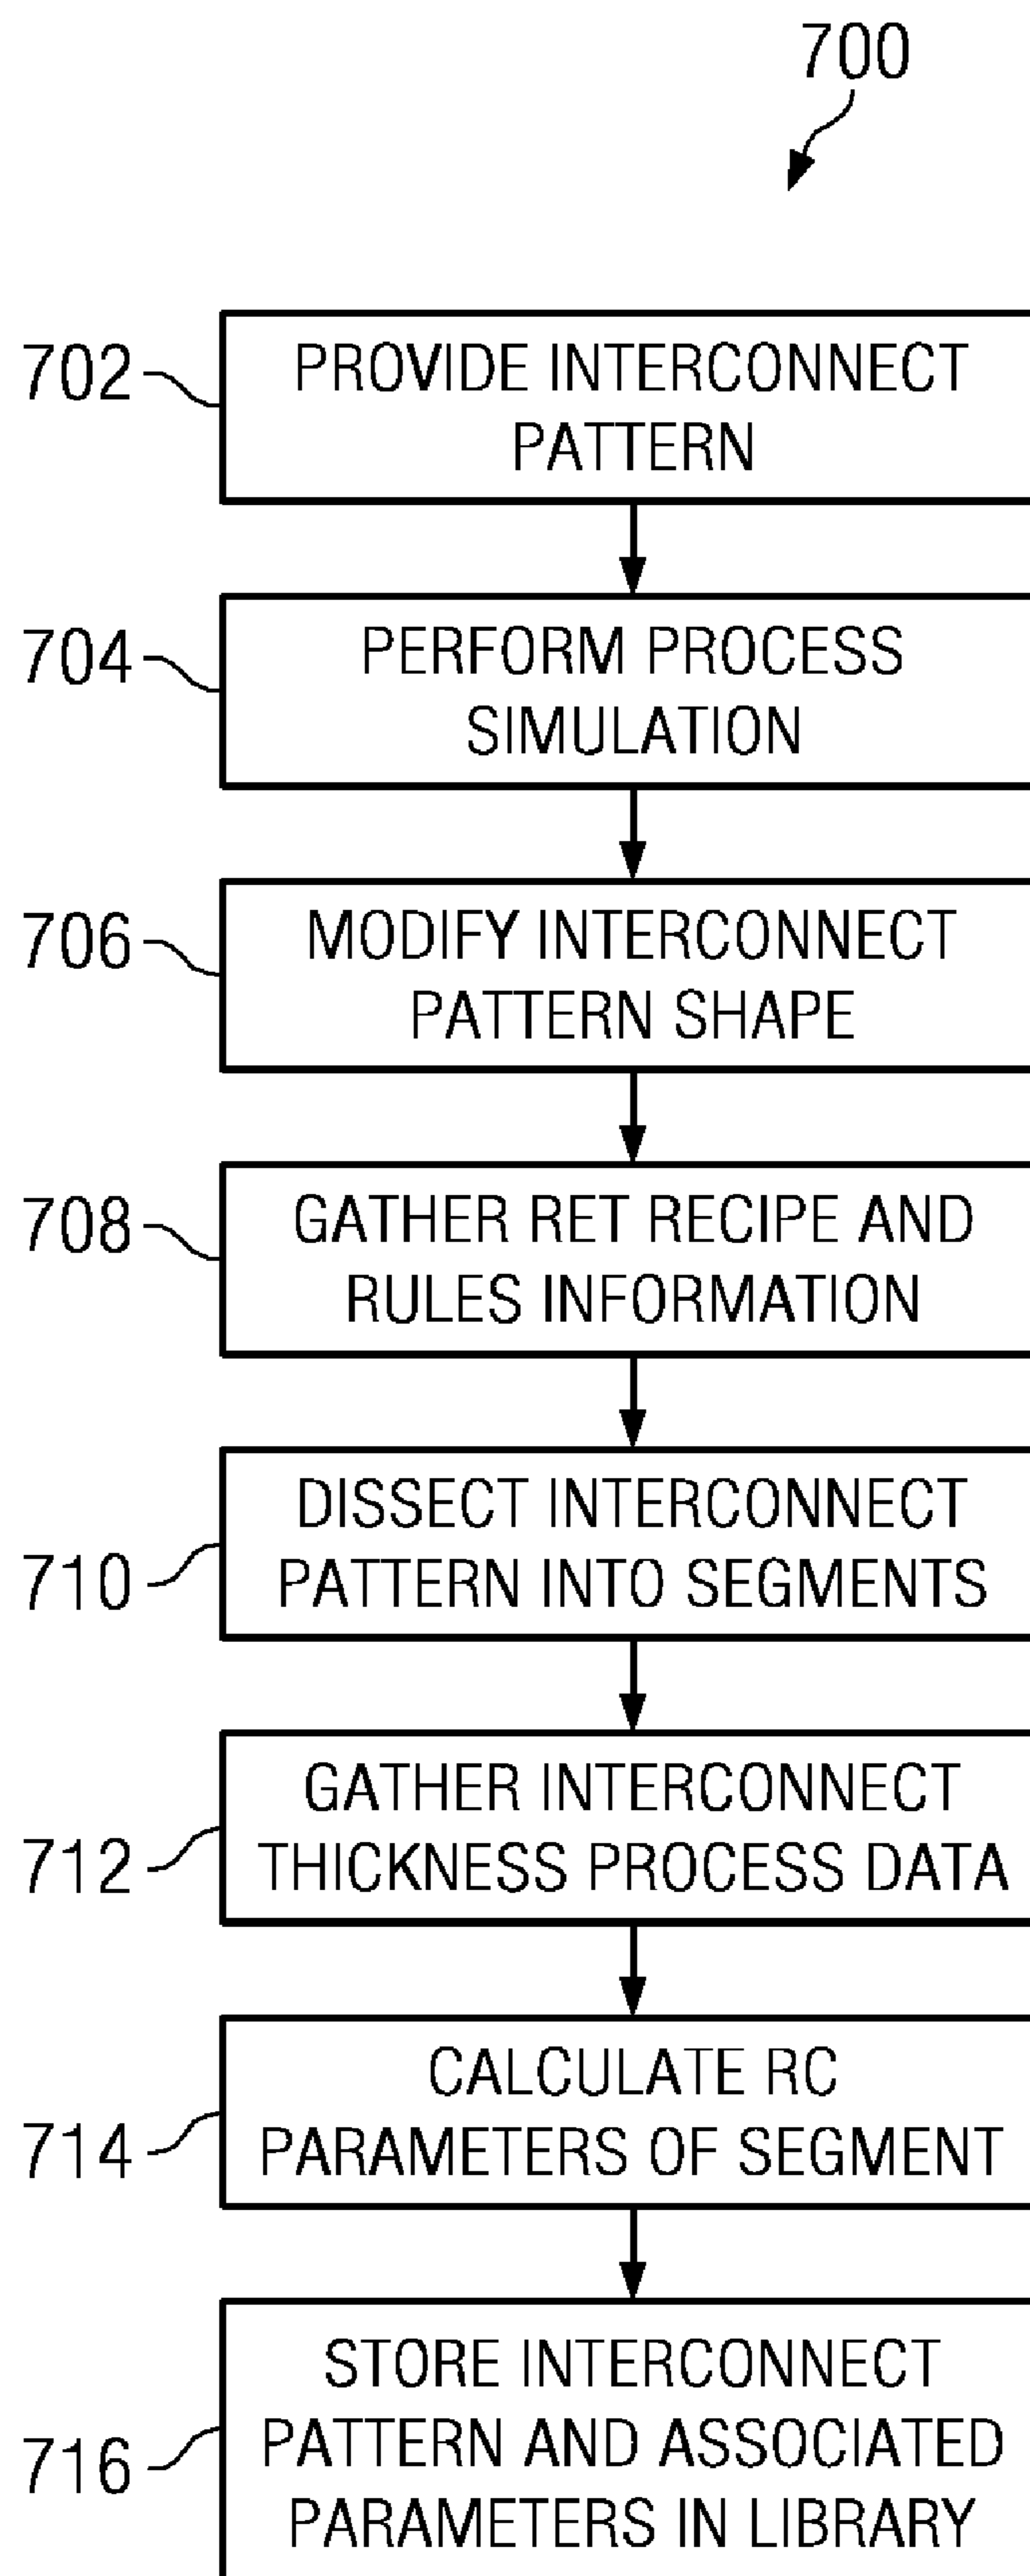 700
702
PROVIDE INTERCONNECT
PATTERN
704
PERFORM PROCESS
SIMULATION
706
MODIFY INTERCONNECT
PATTERN SHAPE
708
GATHER RET RECIPE AND
RULES INFORMATION
710
DISSECT INTERCONNECT
PATTERN INTO SEGMENTS
712
GATHER INTERCONNECT
THICKNESS PROCESS DATA
714
CALCULATE RC
PARAMETERS OF SEGMENT
716
STORE INTERCONNECT
PATTERN AND ASSOCIATED
PARAMETERS IN LIBRARY